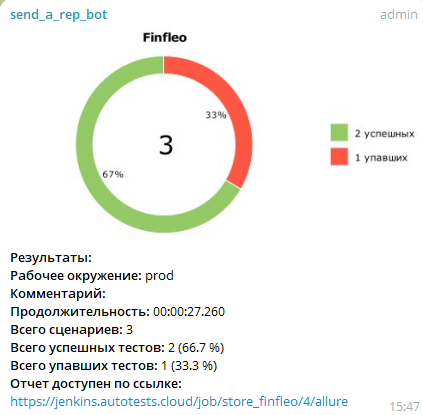 send_a_rep_bot admin
Finfleo
33%
3
67%
2 успешных
1 упавших
Результаты:
Рабочее окружение: prod
Комментарий:
Продолжительность: 00:00:27.260
Всего сценариев: 3
Всего успешных тестов: 2 (66.7 %)
Всего упавших тестов: 1 (33.3 %)
Отчет доступен по ссылке:
https://jenkins.autotests.cloud/job/store_finfleo/4/allure
15:47